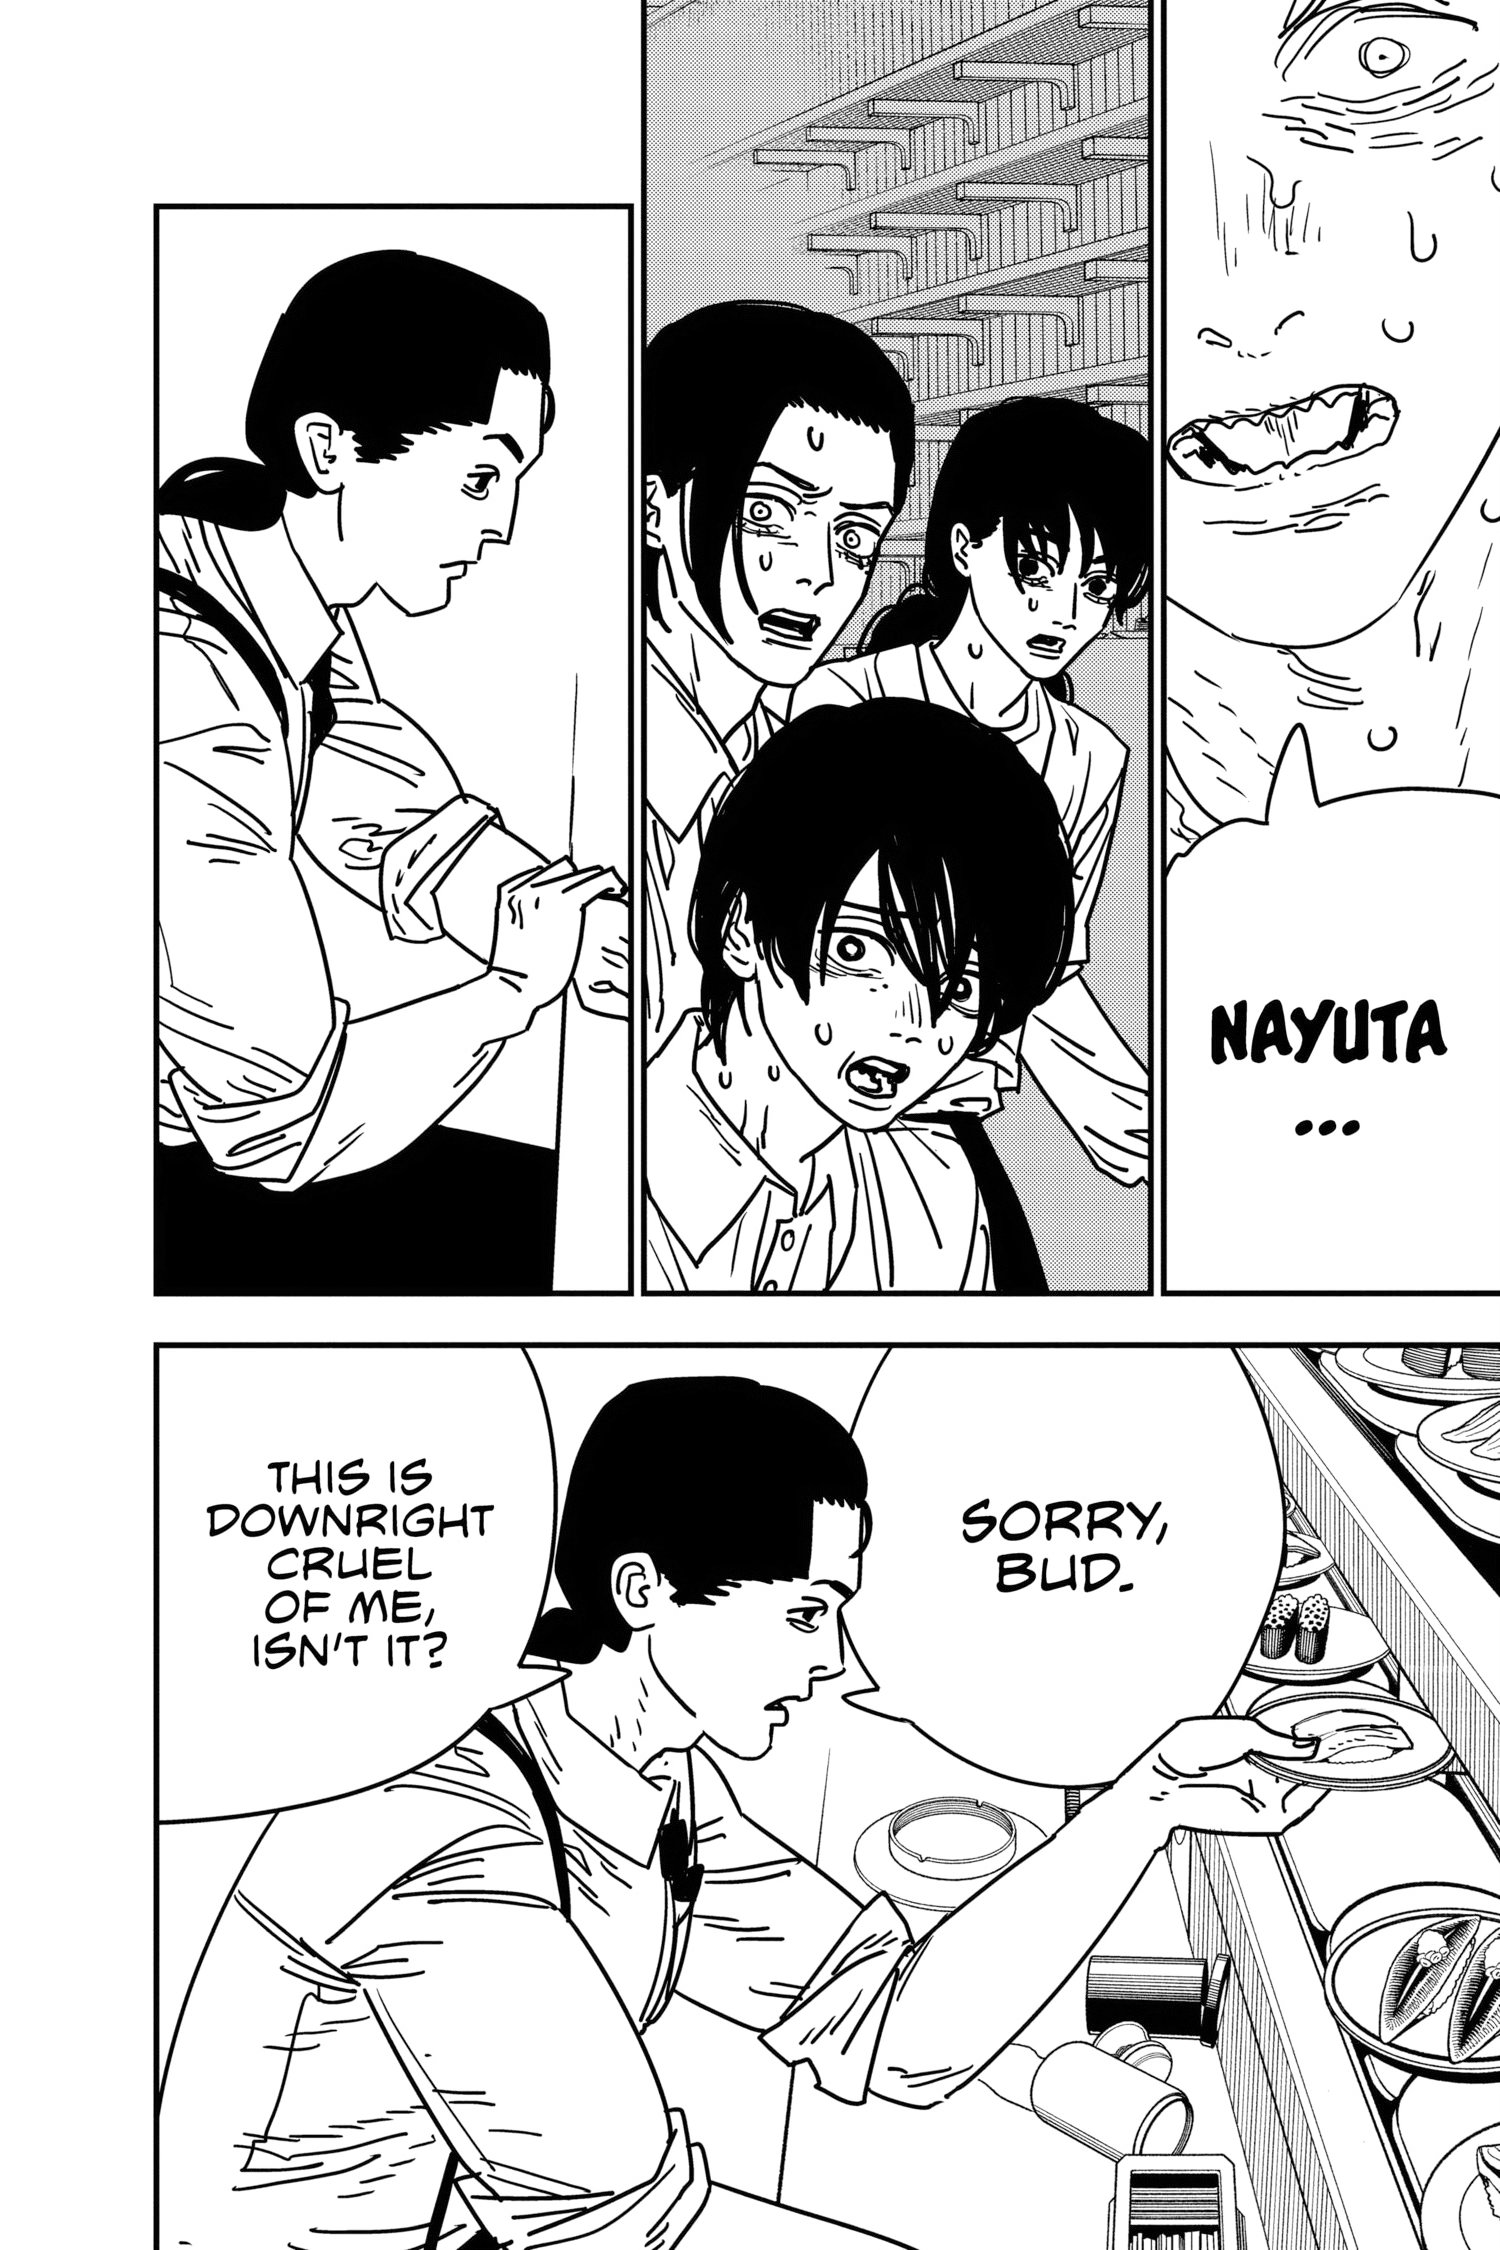 NAYUTA
...
SORRY,
BUD.
THIS IS
DOWNRIGHT
CRUEL
OF ME,
ISN'T IT?